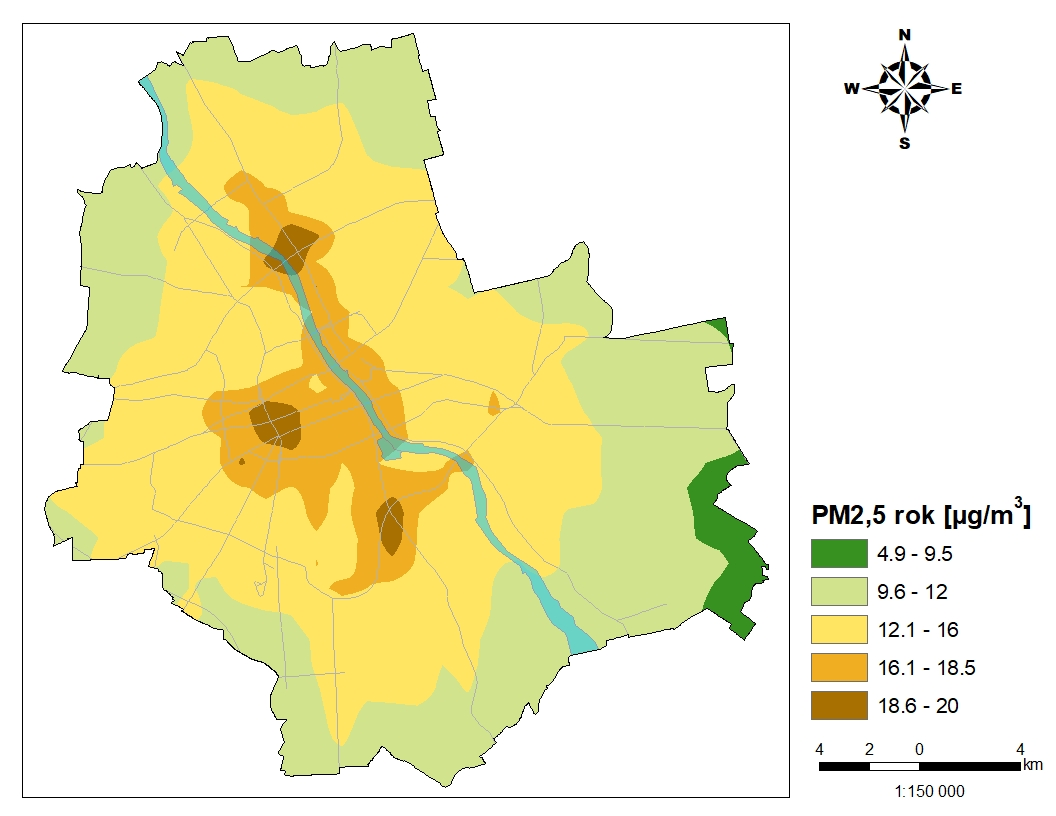 N
W E
S
PM2,5 rok [µg/m³]
4.9 - 9.5
9.6 - 12
12.1 - 16
16.1 - 18.5
18.6 - 20
4 2 0 4
km
1:150 000